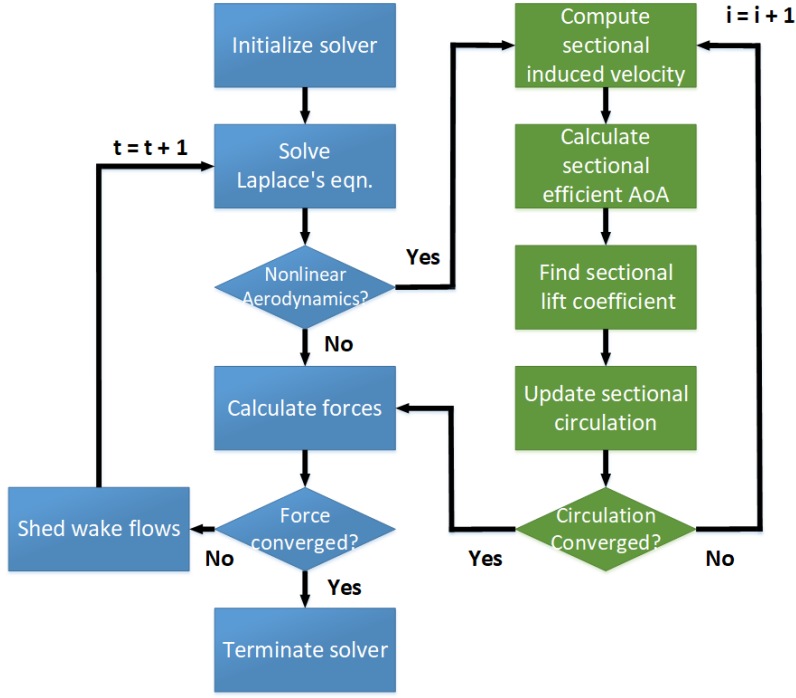 Initialize solver
t = t + 1
Solve
Laplace's eqn.
Nonlinear
Aerodynamics?
Yes
No
Calculate forces
Force
converged?
No
Shed wake flows
Yes
Terminate solver
i = i + 1
Compute
sectional
induced velocity
Calculate
sectional
efficient AoA
Find sectional
lift coefficient
Update sectional
circulation
Circulation
Converged?
Yes
No